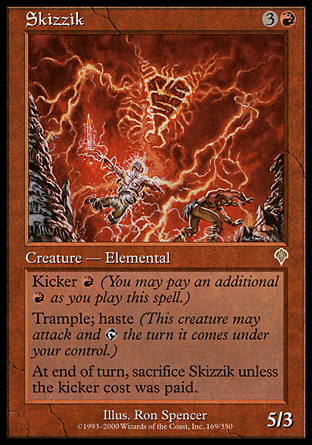 Skizzik 3
Creature — Elemental
Kicker (You may pay an additional
as you play this spell.)
Trample; haste (This creature may
attack and the turn it comes under
your control.)
At end of turn, sacrifice Skizzik unless
the kicker cost was paid.
Illus. Ron Spencer
©1993-2000 Wizards of the Coast, Inc. 169/350
5/3